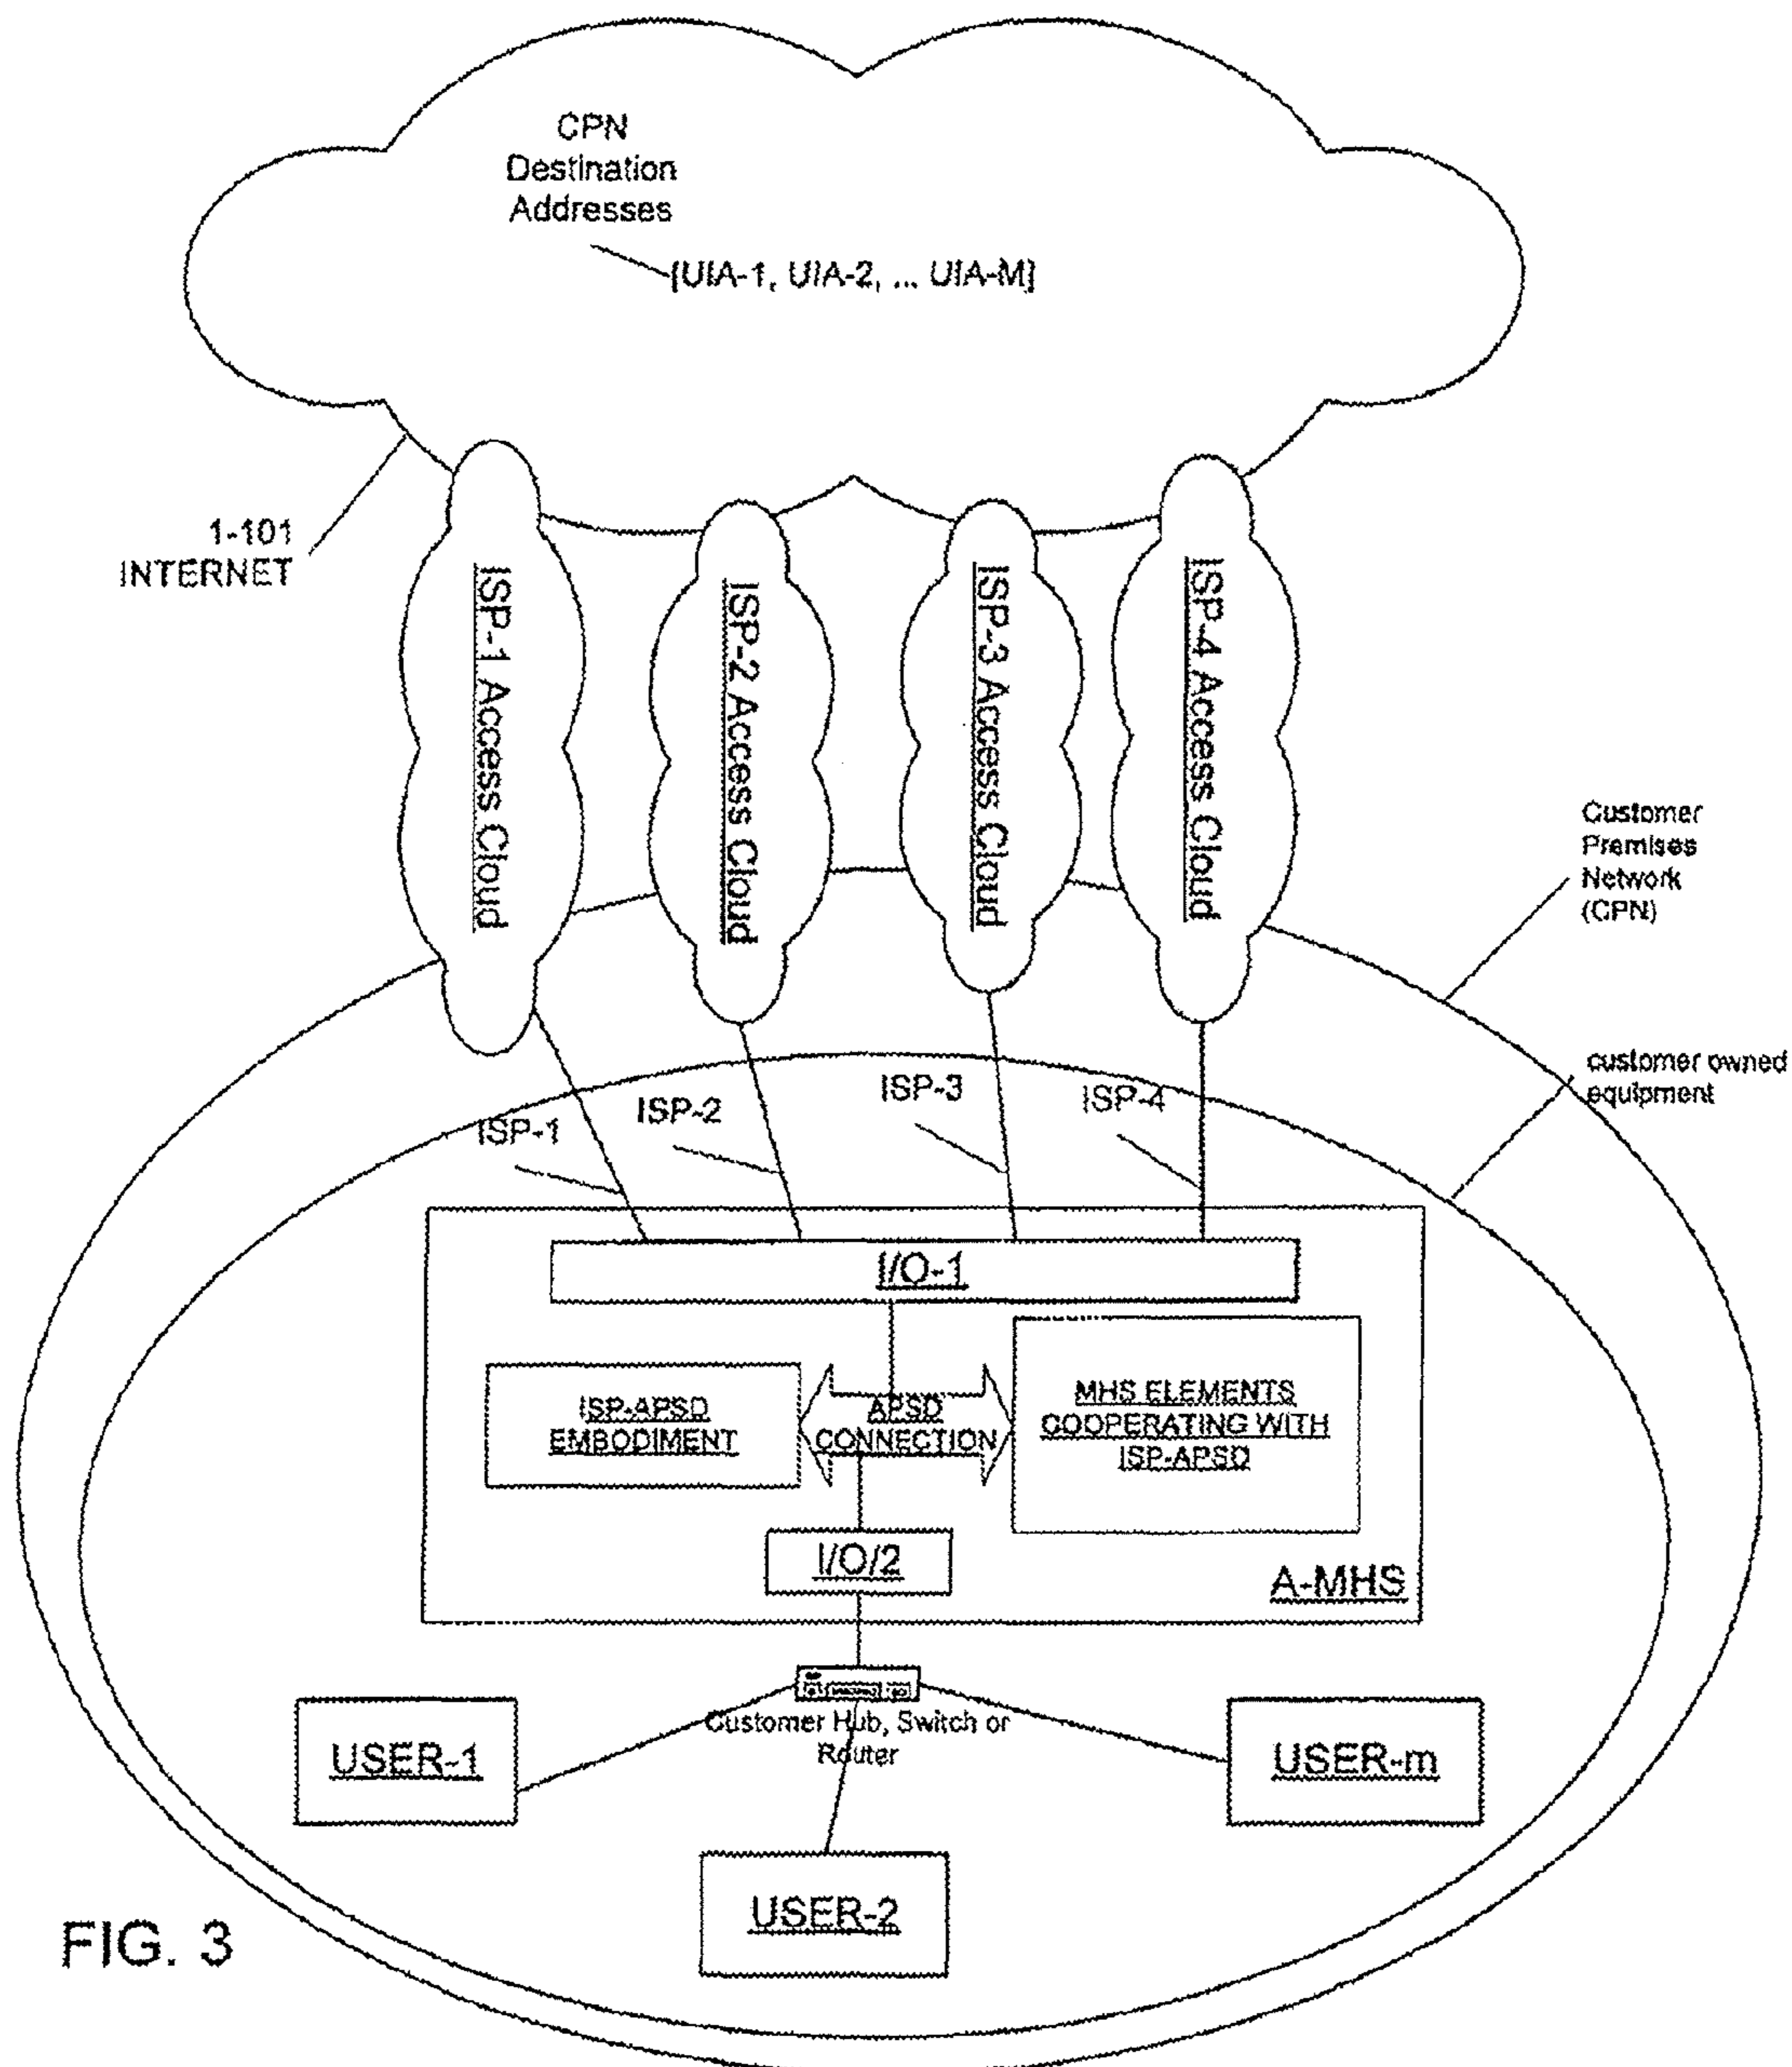 CPN
Destination
Addresses
[UIA-1, UIA-2, ... UIA-M]
1-101
INTERNET
ISP-1 Access Cloud
ISP-2 Access Cloud
ISP-3 Access Cloud
ISP-4 Access Cloud
Customer
Premises
Network
(CPN)
customer owned
equipment
ISP-1
ISP-2
ISP-3
ISP-4
I/O-1
ISP-APSD
EMBODIMENT
APSD
CONNECTION
MHS ELEMENTS
COOPERATING WITH
ISP-APSD
I/O/2
A-MHS
Customer Hub, Switch or
Router
USER-1
USER-m
USER-2
FIG. 3